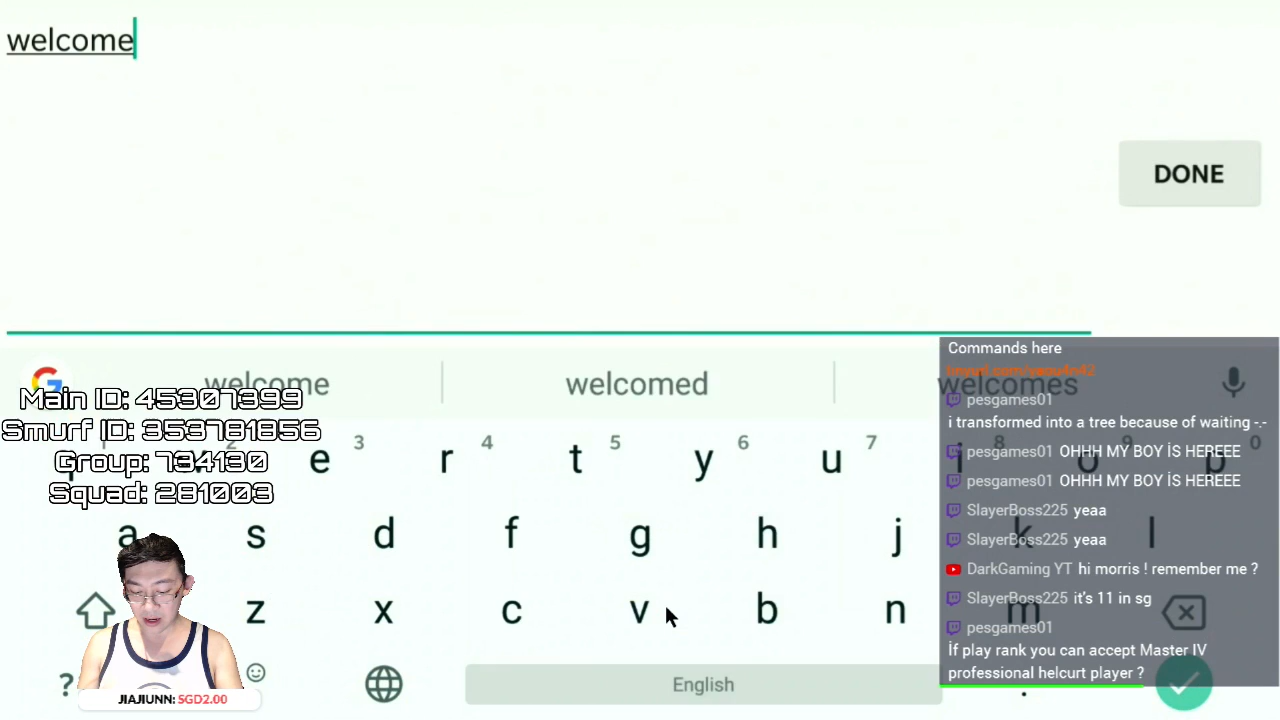 welcome
DONE
welcome
welcomed
welcomes
Main ID: 45307399
Smurf ID: 353781856
Group: 734130
Squad: 281003
3 4 5 6 7 8 9 0
e r t y u i o p
a s d f g h j k l
z x c v b n m
?
English
.
JIAJIUNN: SGD2.00
Commands here
pesgames01
i transformed into a tree because of waiting -.-
pesgames01 OHHH MY BOY İS HEREEE
pesgames01 OHHH MY BOY İS HEREEE
SlayerBoss225 yeaa
SlayerBoss225 yeaa
DarkGaming YT hi morris ! remember me ?
SlayerBoss225 it's 11 in sg
pesgames01
İf play rank you can accept Master IV
professional helcurt player ?